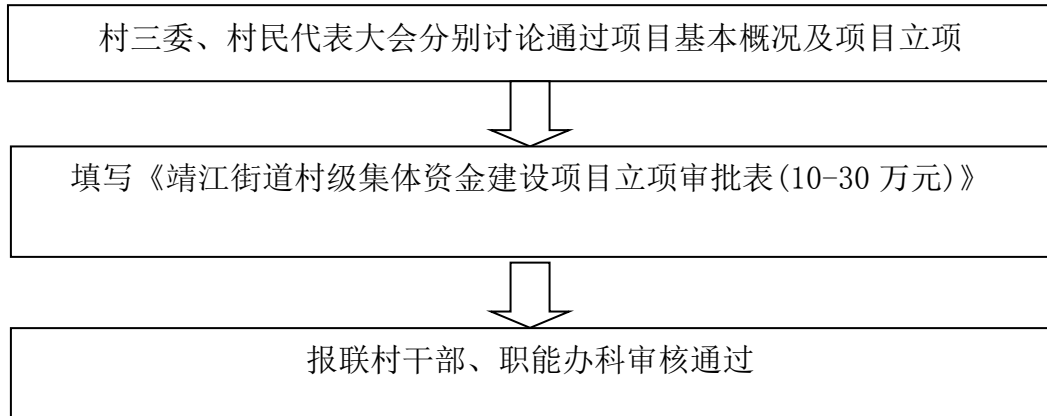 村三委、村民代表大会分别讨论通过项目基本概况及项目立项
填写《靖江街道村级集体资金建设项目立项审批表(10-30 万元)》
报联村干部、职能办科审核通过